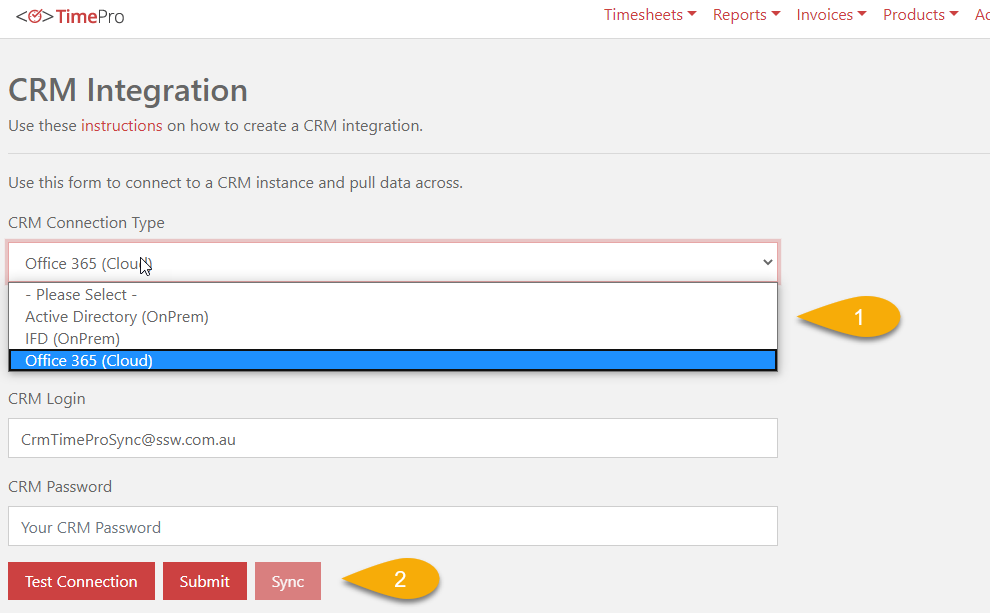 TimePro
Timesheets Reports Invoices Products
CRM Integration
Use these instructions on how to create a CRM integration.
Use this form to connect to a CRM instance and pull data across.
CRM Connection Type
Office 365 (Cloud)
- Please Select -
Active Directory (OnPrem)
1
IFD (OnPrem)
Office 365 (Cloud)
CRM Login
CrmTimeProSync@ssw.com.au
CRM Password
Your CRM Password
Test Connection Submit Sync 2